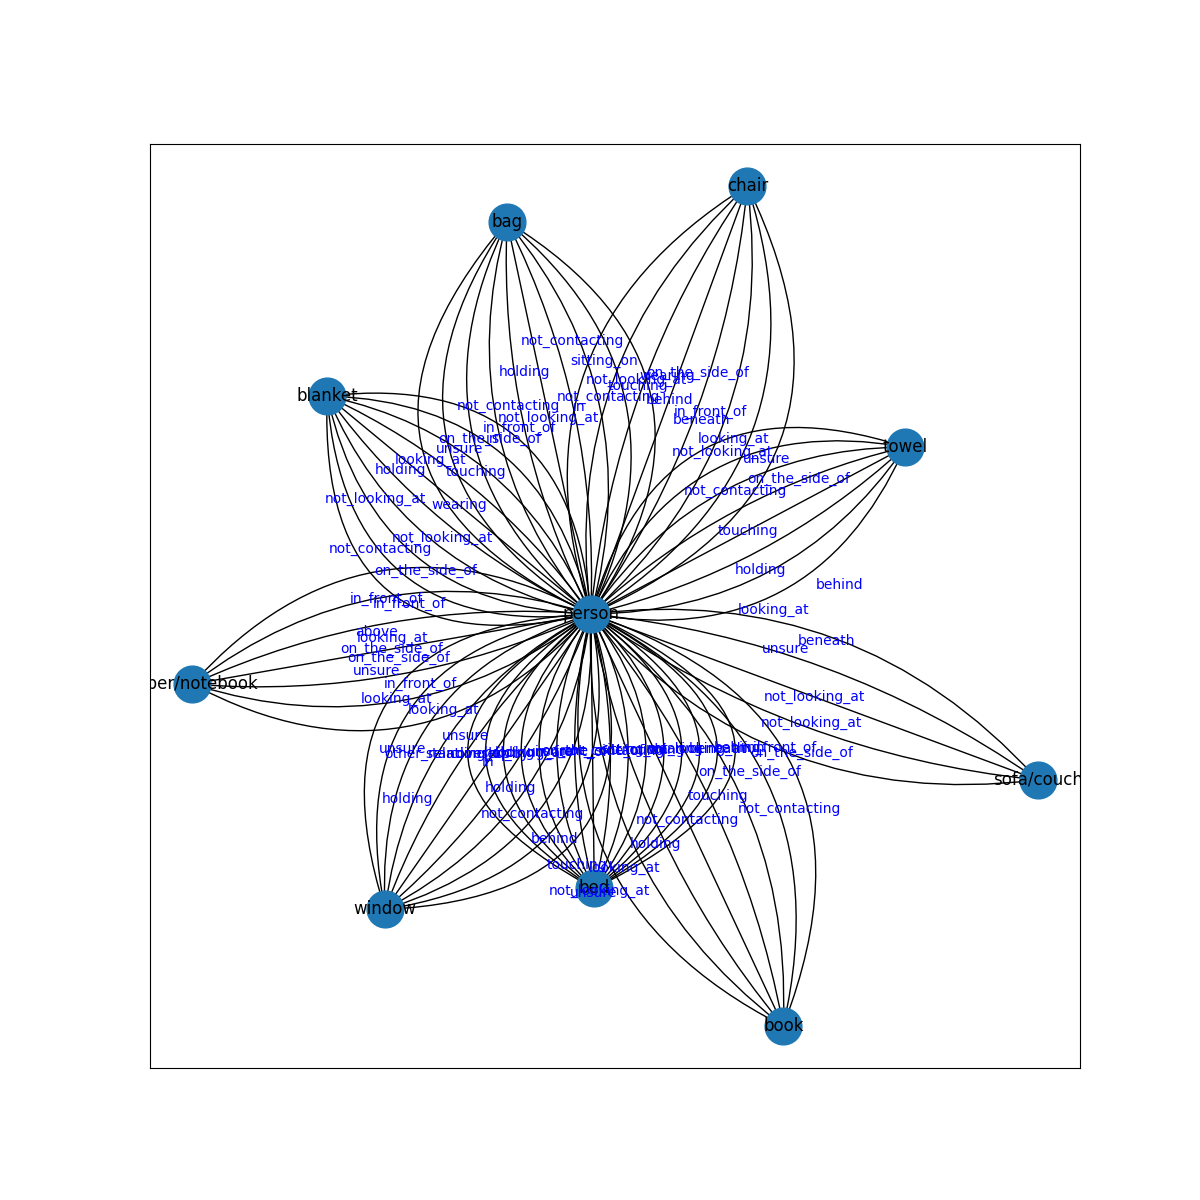 chair
bag
not_contacting
sitting_on
holding
on_the_side_of
wearing
not_looking_at
touching
blanket
not_contacting
behind
not_contacting
in
in_front_of
not_looking_at
beneath
in_front_of
on_the_side_of
in
looking_at
towel
unsure
not_looking_at
looking_at
unsure
holding
touching
on_the_side_of
not_contacting
not_looking_at
wearing
touching
not_looking_at
not_contacting
on_the_side_of
holding
behind
in_front_of
in_front_of
looking_at
person
above
looking_at
beneath
on_the_side_of
unsure
on_the_side_of
unsure
per/notebook
in_front_of
looking_at
not_looking_at
looking_at
not_looking_at
unsure
unsure
in_front_of
on_the_side_of
in
on_the_side_of
sofa/couch
holding
touching
holding
not_contacting
not_contacting
not_contacting
behind
holding
touching
looking_at
bed
not_looking_at
unsure
window
book